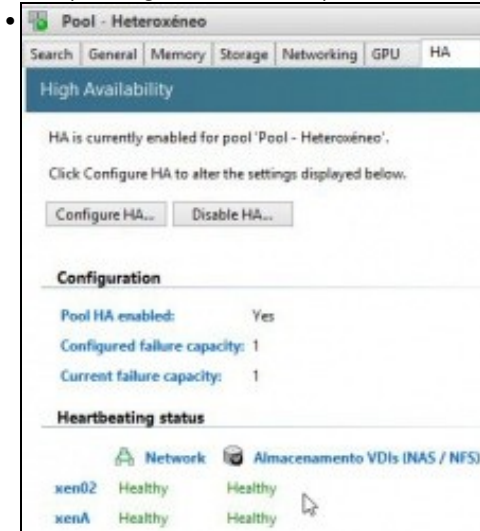 Pool - Heteroxéneo
Search General Memory Storage Networking GPU HA
High Availability
HA is currently enabled for pool 'Pool - Heteroxéneo'.
Click Configure HA to alter the settings displayed below.
Configure HA... Disable HA...
Configuration
Pool HA enabled: Yes
Configured failure capacity: 1
Current failure capacity: 1
Heartbeating status
Network Almacenamento VDIs (NAS / NFS)
xen02 Healthy Healthy
xenA Healthy Healthy